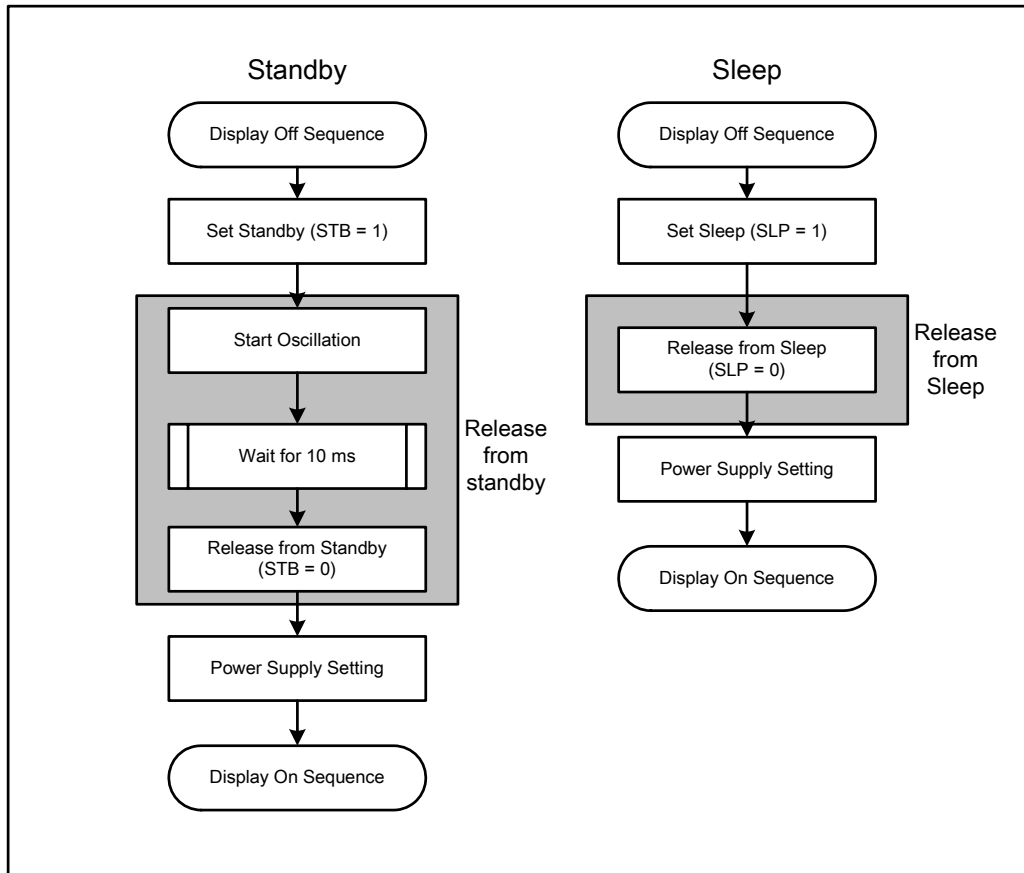 Standby
Display Off Sequence
Set Standby (STB = 1)
Start Oscillation
Wait for 10 ms
Release from Standby
(STB = 0)
Release
from
standby
Power Supply Setting
Display On Sequence
Sleep
Display Off Sequence
Set Sleep (SLP = 1)
Release from Sleep
(SLP = 0)
Release
from
Sleep
Power Supply Setting
Display On Sequence